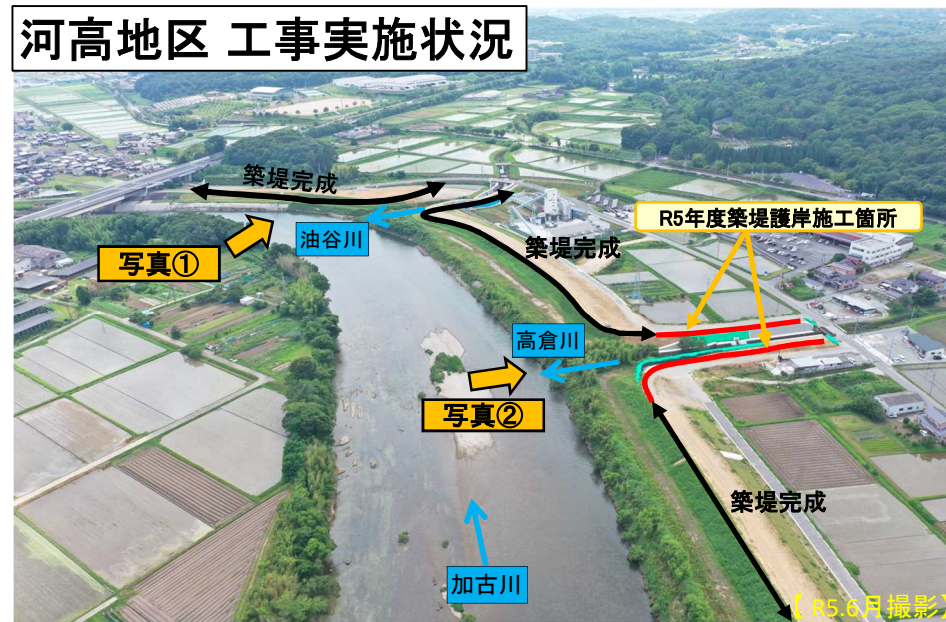 河高地区 工事実施状況
築堤完成
R5年度築堤護岸施工箇所
油谷川
築堤完成
写真①
高倉川
写真②
築堤完成
加古川
【R5.6月撮影】